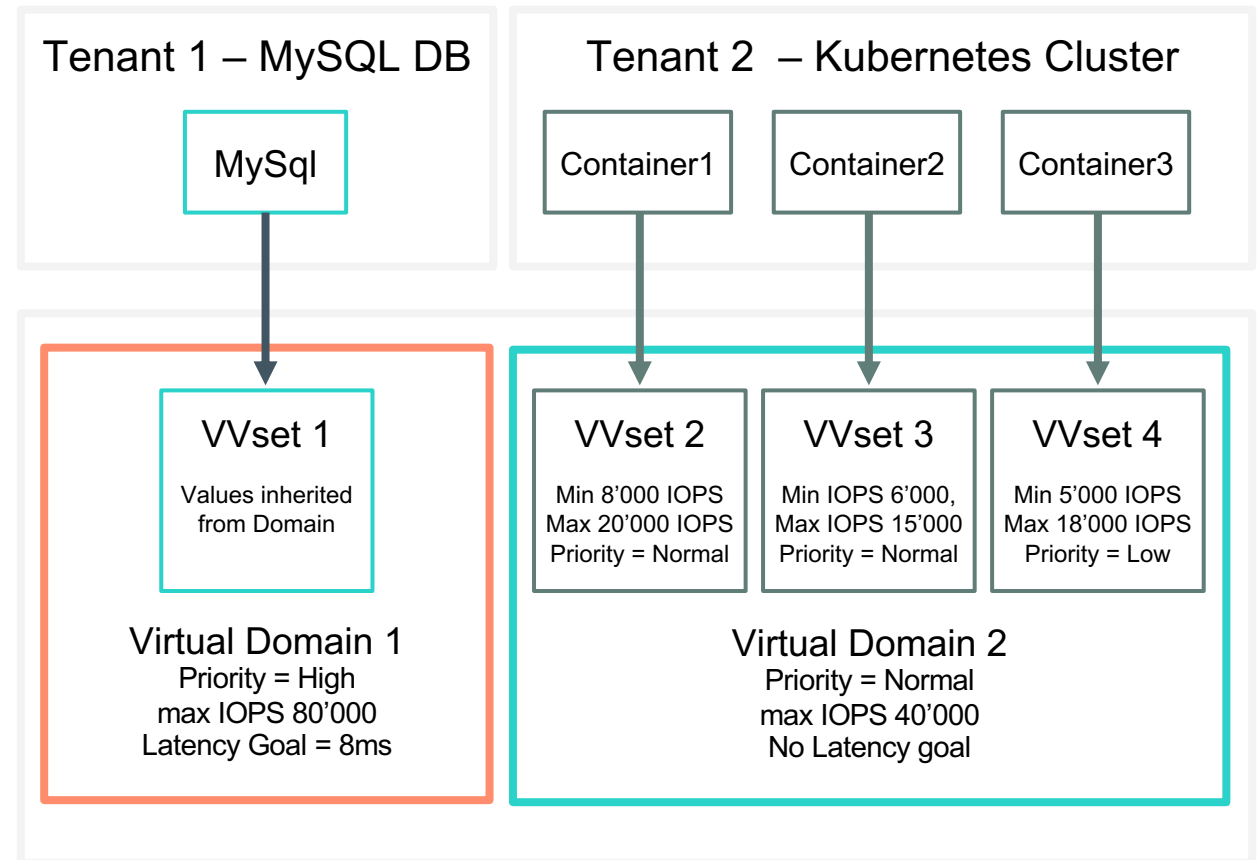 Tenant 1 – MySQL DB
Tenant 2 – Kubernetes Cluster
MySql
Container1
Container2
Container3
VVset 1
Values inherited
from Domain
VVset 2
Min 8’000 IOPS
Max 20’000 IOPS
Priority = Normal
VVset 3
Min IOPS 6’000,
Max IOPS 15’000
Priority = Normal
VVset 4
Min 5’000 IOPS
Max 18’000 IOPS
Priority = Low
Virtual Domain 1
Priority = High
max IOPS 80’000
Latency Goal = 8ms
Virtual Domain 2
Priority = Normal
max IOPS 40’000
No Latency goal